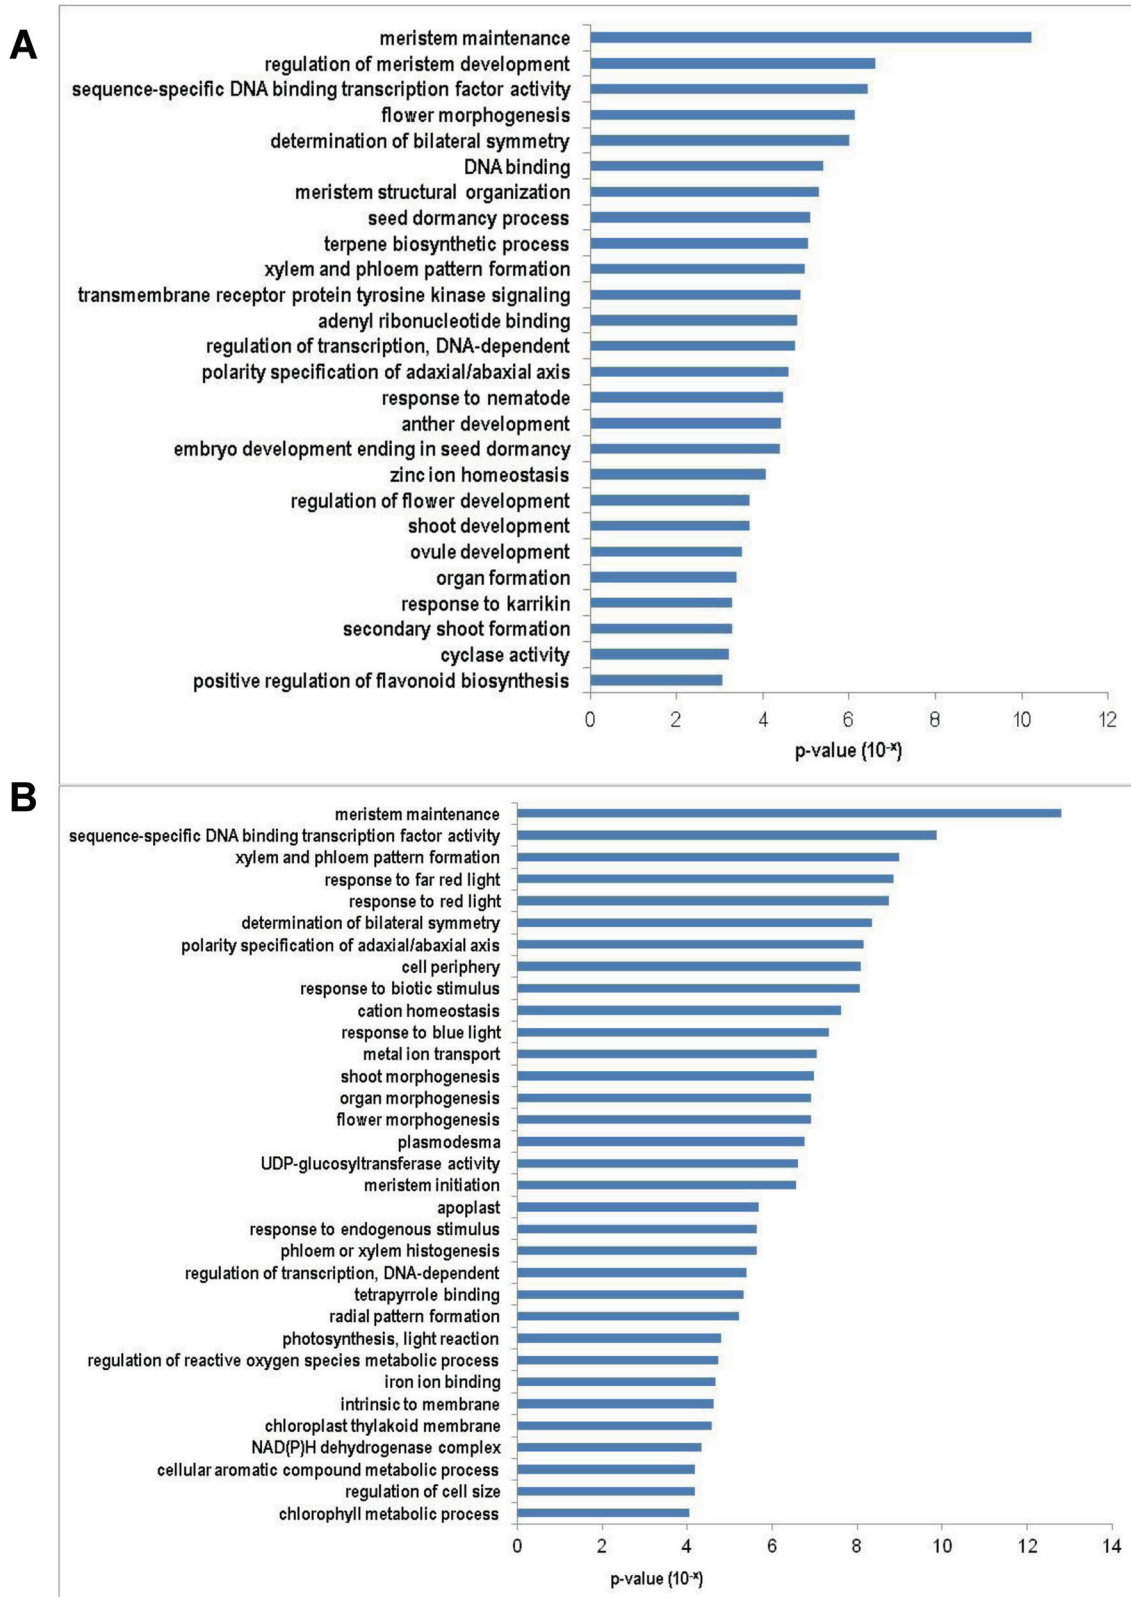 A
meristem maintenance
regulation of meristem development
sequence-specific DNA binding transcription factor activity
flower morphogenesis
determination of bilateral symmetry
DNA binding
meristem structural organization
seed dormancy process
terpene biosynthetic process
xylem and phloem pattern formation
transmembrane receptor protein tyrosine kinase signaling
adenyl ribonucleotide binding
regulation of transcription, DNA-dependent
polarity specification of adaxial/abaxial axis
response to nematode
anther development
embryo development ending in seed dormancy
zinc ion homeostasis
regulation of flower development
shoot development
ovule development
organ formation
response to karrikin
secondary shoot formation
cyclase activity
positive regulation of flavonoid biosynthesis
0 2 4 6 8 10 12
p-value (10⁻ˣ)
B
meristem maintenance
sequence-specific DNA binding transcription factor activity
xylem and phloem pattern formation
response to far red light
response to red light
determination of bilateral symmetry
polarity specification of adaxial/abaxial axis
cell periphery
response to biotic stimulus
cation homeostasis
response to blue light
metal ion transport
shoot morphogenesis
organ morphogenesis
flower morphogenesis
plasmodesma
UDP-glucosyltransferase activity
meristem initiation
apoplast
response to endogenous stimulus
phloem or xylem histogenesis
regulation of transcription, DNA-dependent
tetrapyrrole binding
radial pattern formation
photosynthesis, light reaction
regulation of reactive oxygen species metabolic process
iron ion binding
intrinsic to membrane
chloroplast thylakoid membrane
NAD(P)H dehydrogenase complex
cellular aromatic compound metabolic process
regulation of cell size
chlorophyll metabolic process
0 2 4 6 8 10 12 14
p-value (10⁻ˣ)